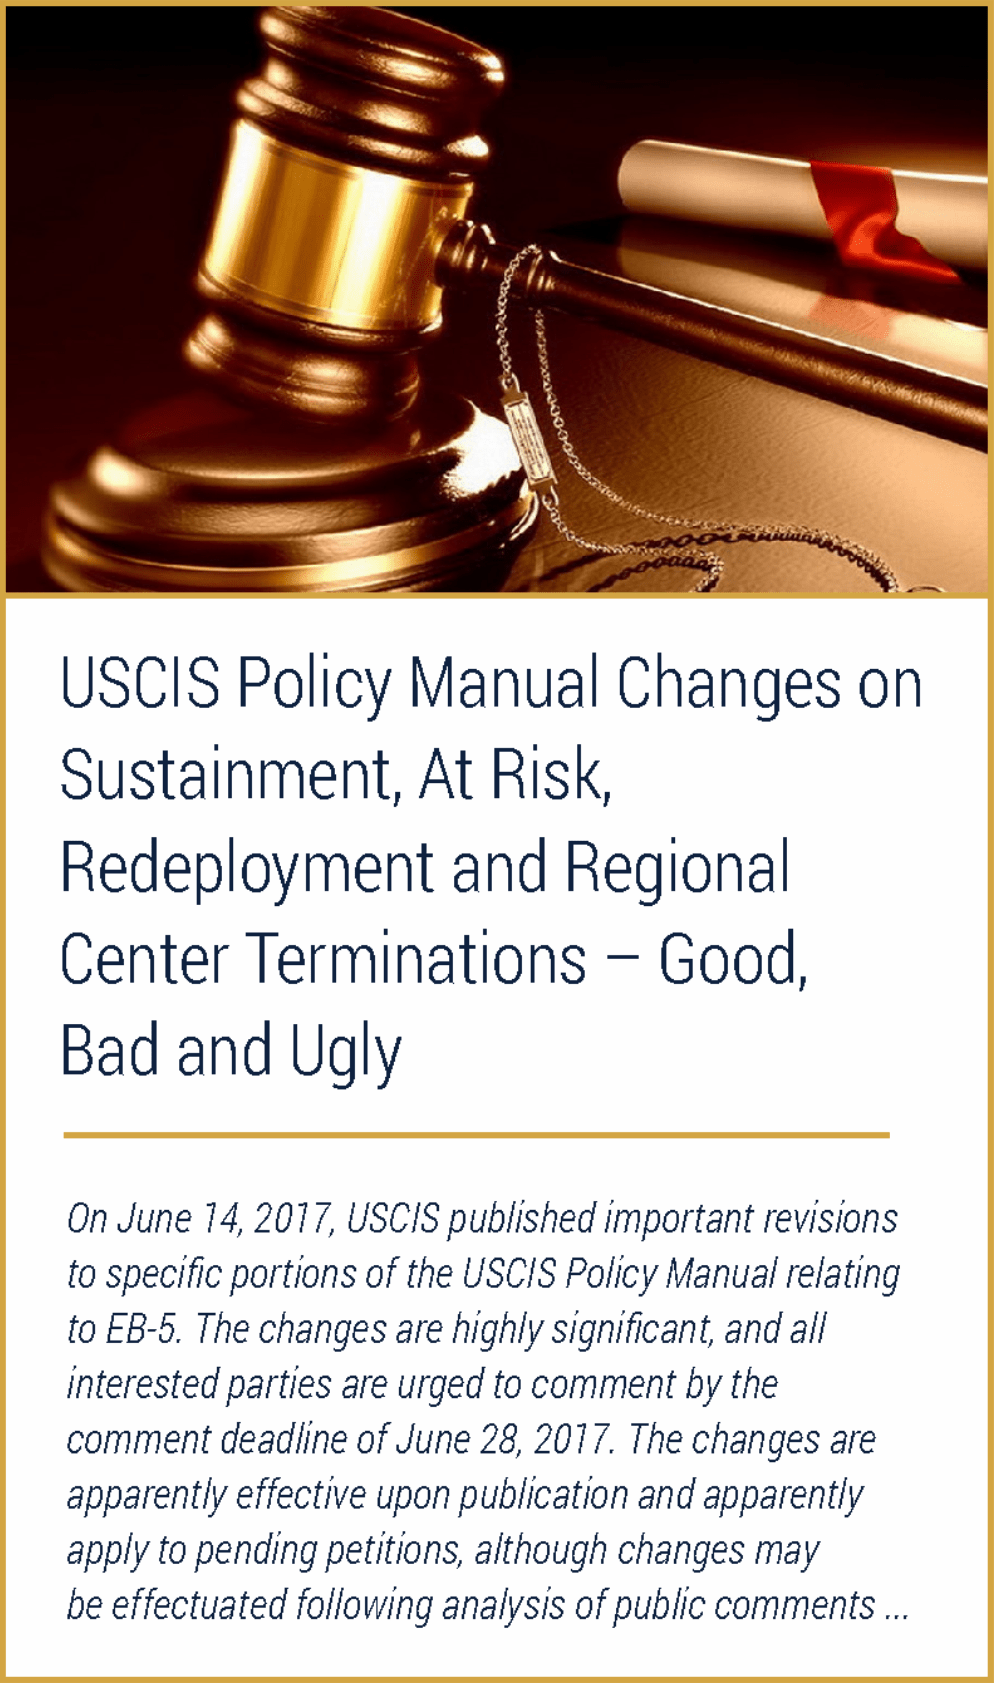 USCIS Policy Manual Changes on
Sustainment, At Risk,
Redeployment and Regional
Center Terminations – Good,
Bad and Ugly
On June 14, 2017, USCIS published important revisions
to specific portions of the USCIS Policy Manual relating
to EB-5. The changes are highly significant, and all
interested parties are urged to comment by the
comment deadline of June 28, 2017. The changes are
apparently effective upon publication and apparently
apply to pending petitions, although changes may
be effectuated following analysis of public comments ...